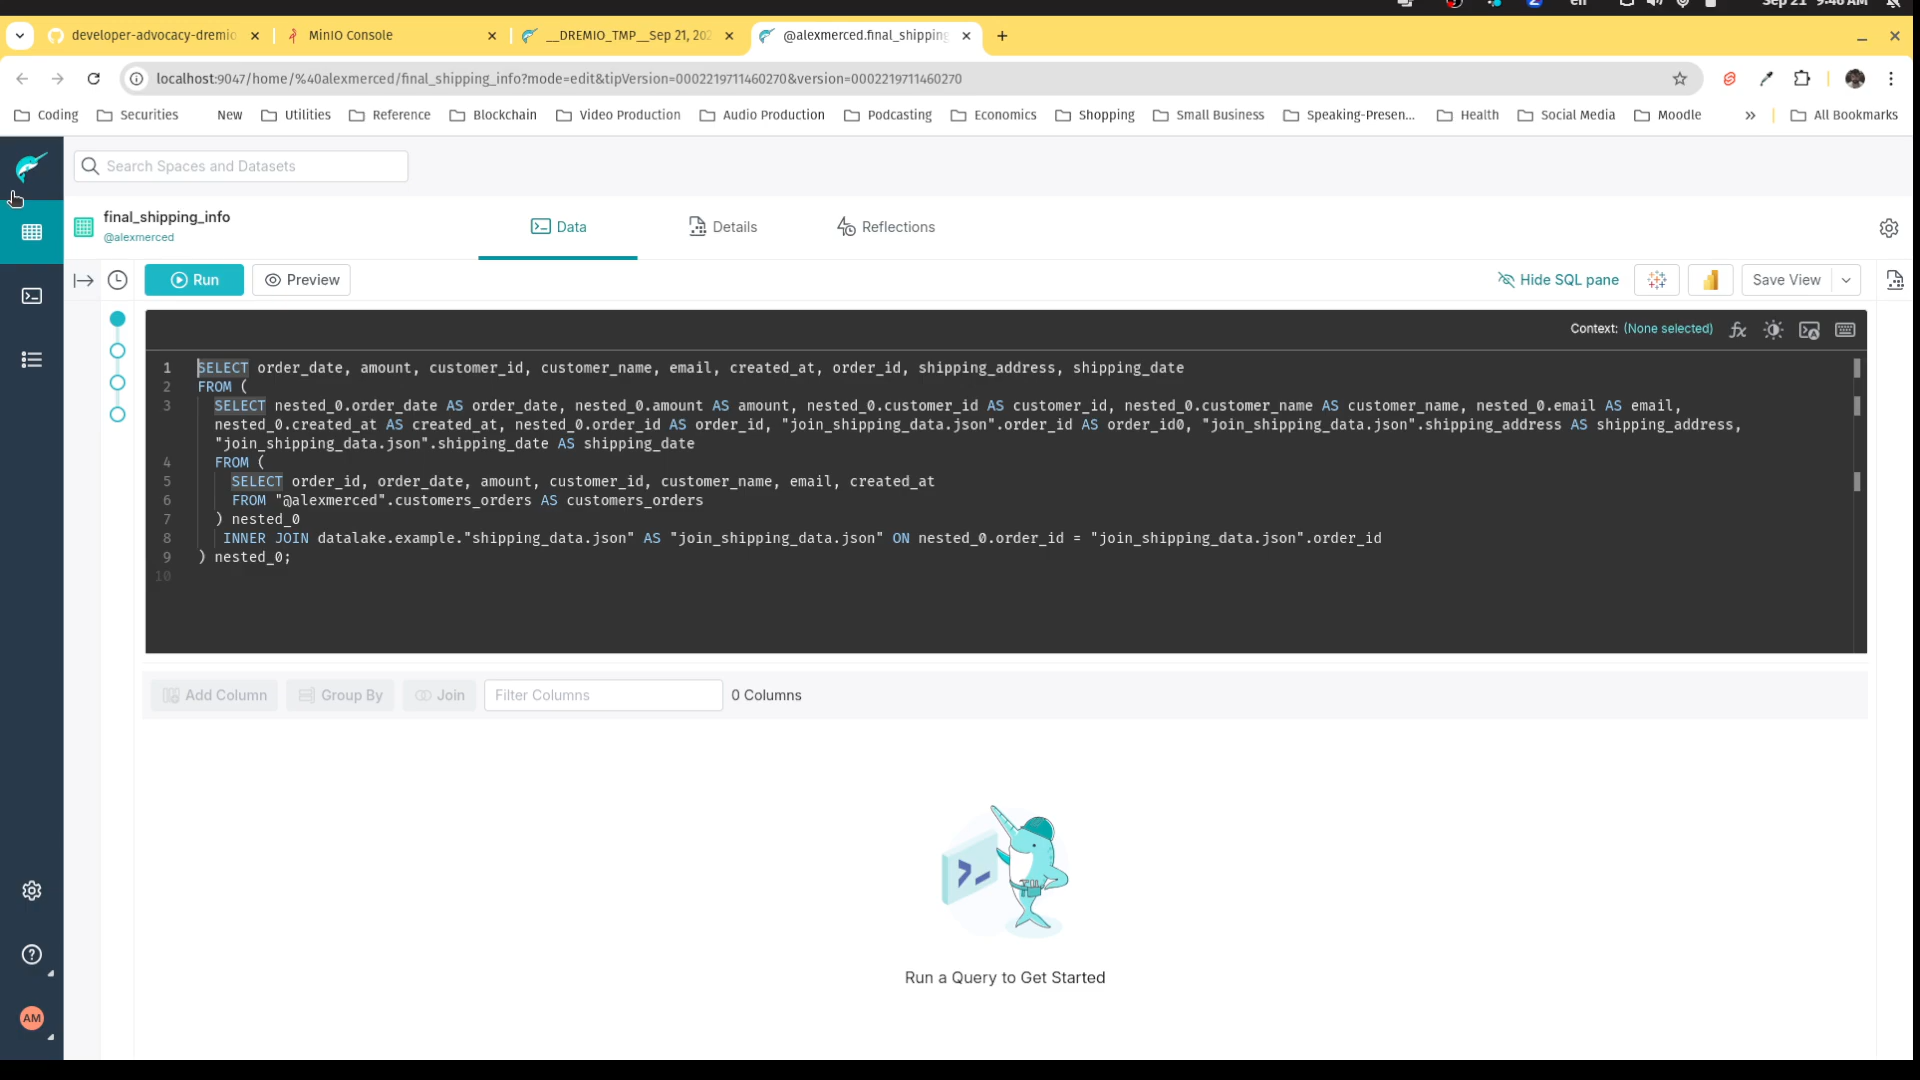 en
Sep 21 9:46 AM
developer-advocacy-dremio
MinIO Console
__DREMIO_TMP__Sep 21, 202
@alexmerced.final_shipping
localhost:9047/home/%40alexmerced/final_shipping_info?mode=edit&tipVersion=0002219711460270&version=0002219711460270
Coding
Securities
New
Utilities
Reference
Blockchain
Video Production
Audio Production
Podcasting
Economics
Shopping
Small Business
Speaking-Presen...
Health
Social Media
Moodle
»
All Bookmarks
Search Spaces and Datasets
final_shipping_info
@alexmerced
Data
Details
Reflections
Run
Preview
Hide SQL pane
Save View
Context: (None selected)
1 SELECT order_date, amount, customer_id, customer_name, email, created_at, order_id, shipping_address, shipping_date
2 FROM (
3 SELECT nested_0.order_date AS order_date, nested_0.amount AS amount, nested_0.customer_id AS customer_id, nested_0.customer_name AS customer_name, nested_0.email AS email,
nested_0.created_at AS created_at, nested_0.order_id AS order_id, "join_shipping_data.json".order_id AS order_id0, "join_shipping_data.json".shipping_address AS shipping_address,
"join_shipping_data.json".shipping_date AS shipping_date
4 FROM (
5 SELECT order_id, order_date, amount, customer_id, customer_name, email, created_at
6 FROM "@alexmerced".customers_orders AS customers_orders
7 ) nested_0
8 INNER JOIN datalake.example."shipping_data.json" AS "join_shipping_data.json" ON nested_0.order_id = "join_shipping_data.json".order_id
9 ) nested_0;
10
Add Column
Group By
Join
Filter Columns
0 Columns
Run a Query to Get Started
AM